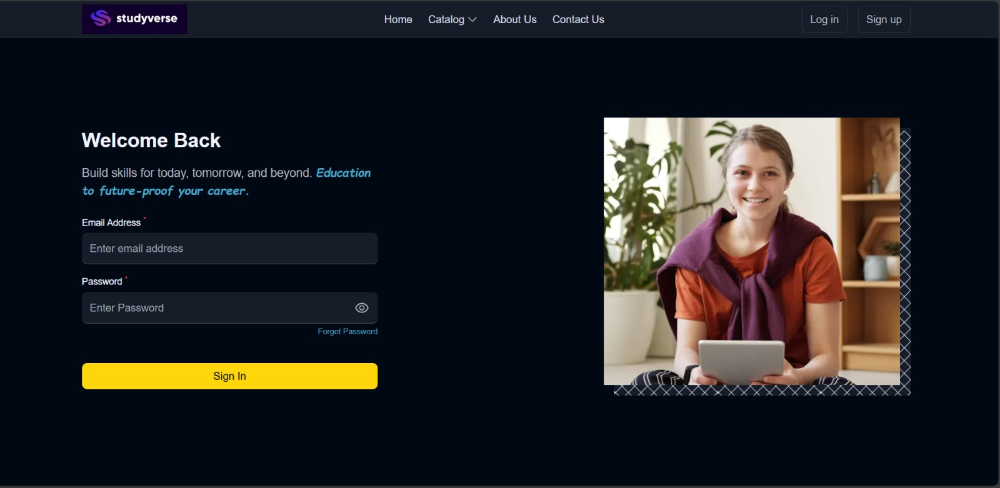 studyverse
Home Catalog About Us Contact Us
Log in Sign up
Welcome Back
Build skills for today, tomorrow, and beyond. Education
to future-proof your career.
Email Address *
Enter email address
Password *
Enter Password
Forgot Password
Sign In